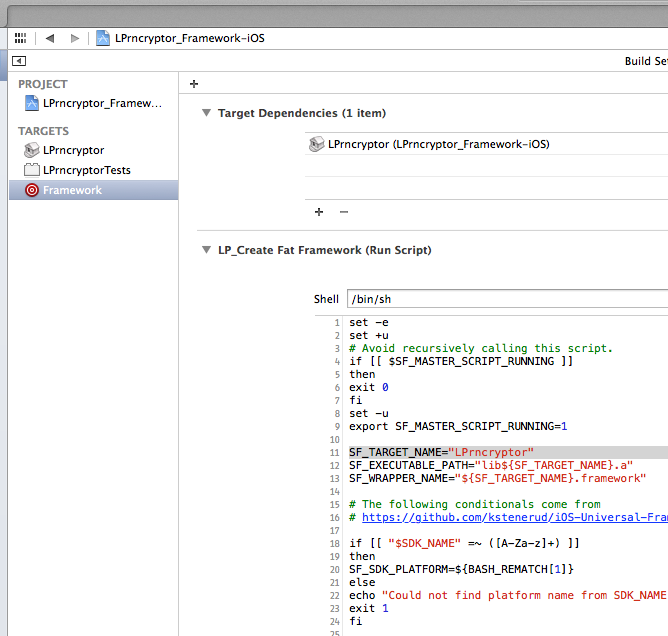 LPrncryptor_Framework-iOS
Build Se
PROJECT
LPrncryptor_Framew...
TARGETS
LPrncryptor
LPrncryptorTests
Framework
Target Dependencies (1 item)
LPrncryptor (LPrncryptor_Framework-iOS)
LP_Create Fat Framework (Run Script)
Shell /bin/sh
1 set -e
2 set +u
3 # Avoid recursively calling this script.
4 if [[ $SF_MASTER_SCRIPT_RUNNING ]]
5 then
6 exit 0
7 fi
8 set -u
9 export SF_MASTER_SCRIPT_RUNNING=1
10
11 SF_TARGET_NAME="LPrncryptor"
12 SF_EXECUTABLE_PATH="lib${SF_TARGET_NAME}.a"
13 SF_WRAPPER_NAME="${SF_TARGET_NAME}.framework"
14
15 # The following conditionals come from
16 # https://github.com/kstenerud/iOS-Universal-Fra
17
18 if [[ "$SDK_NAME" =~ ([A-Za-z]+) ]]
19 then
20 SF_SDK_PLATFORM=${BASH_REMATCH[1]}
21 else
22 echo "Could not find platform name from SDK_NAME
23 exit 1
24 fi
25